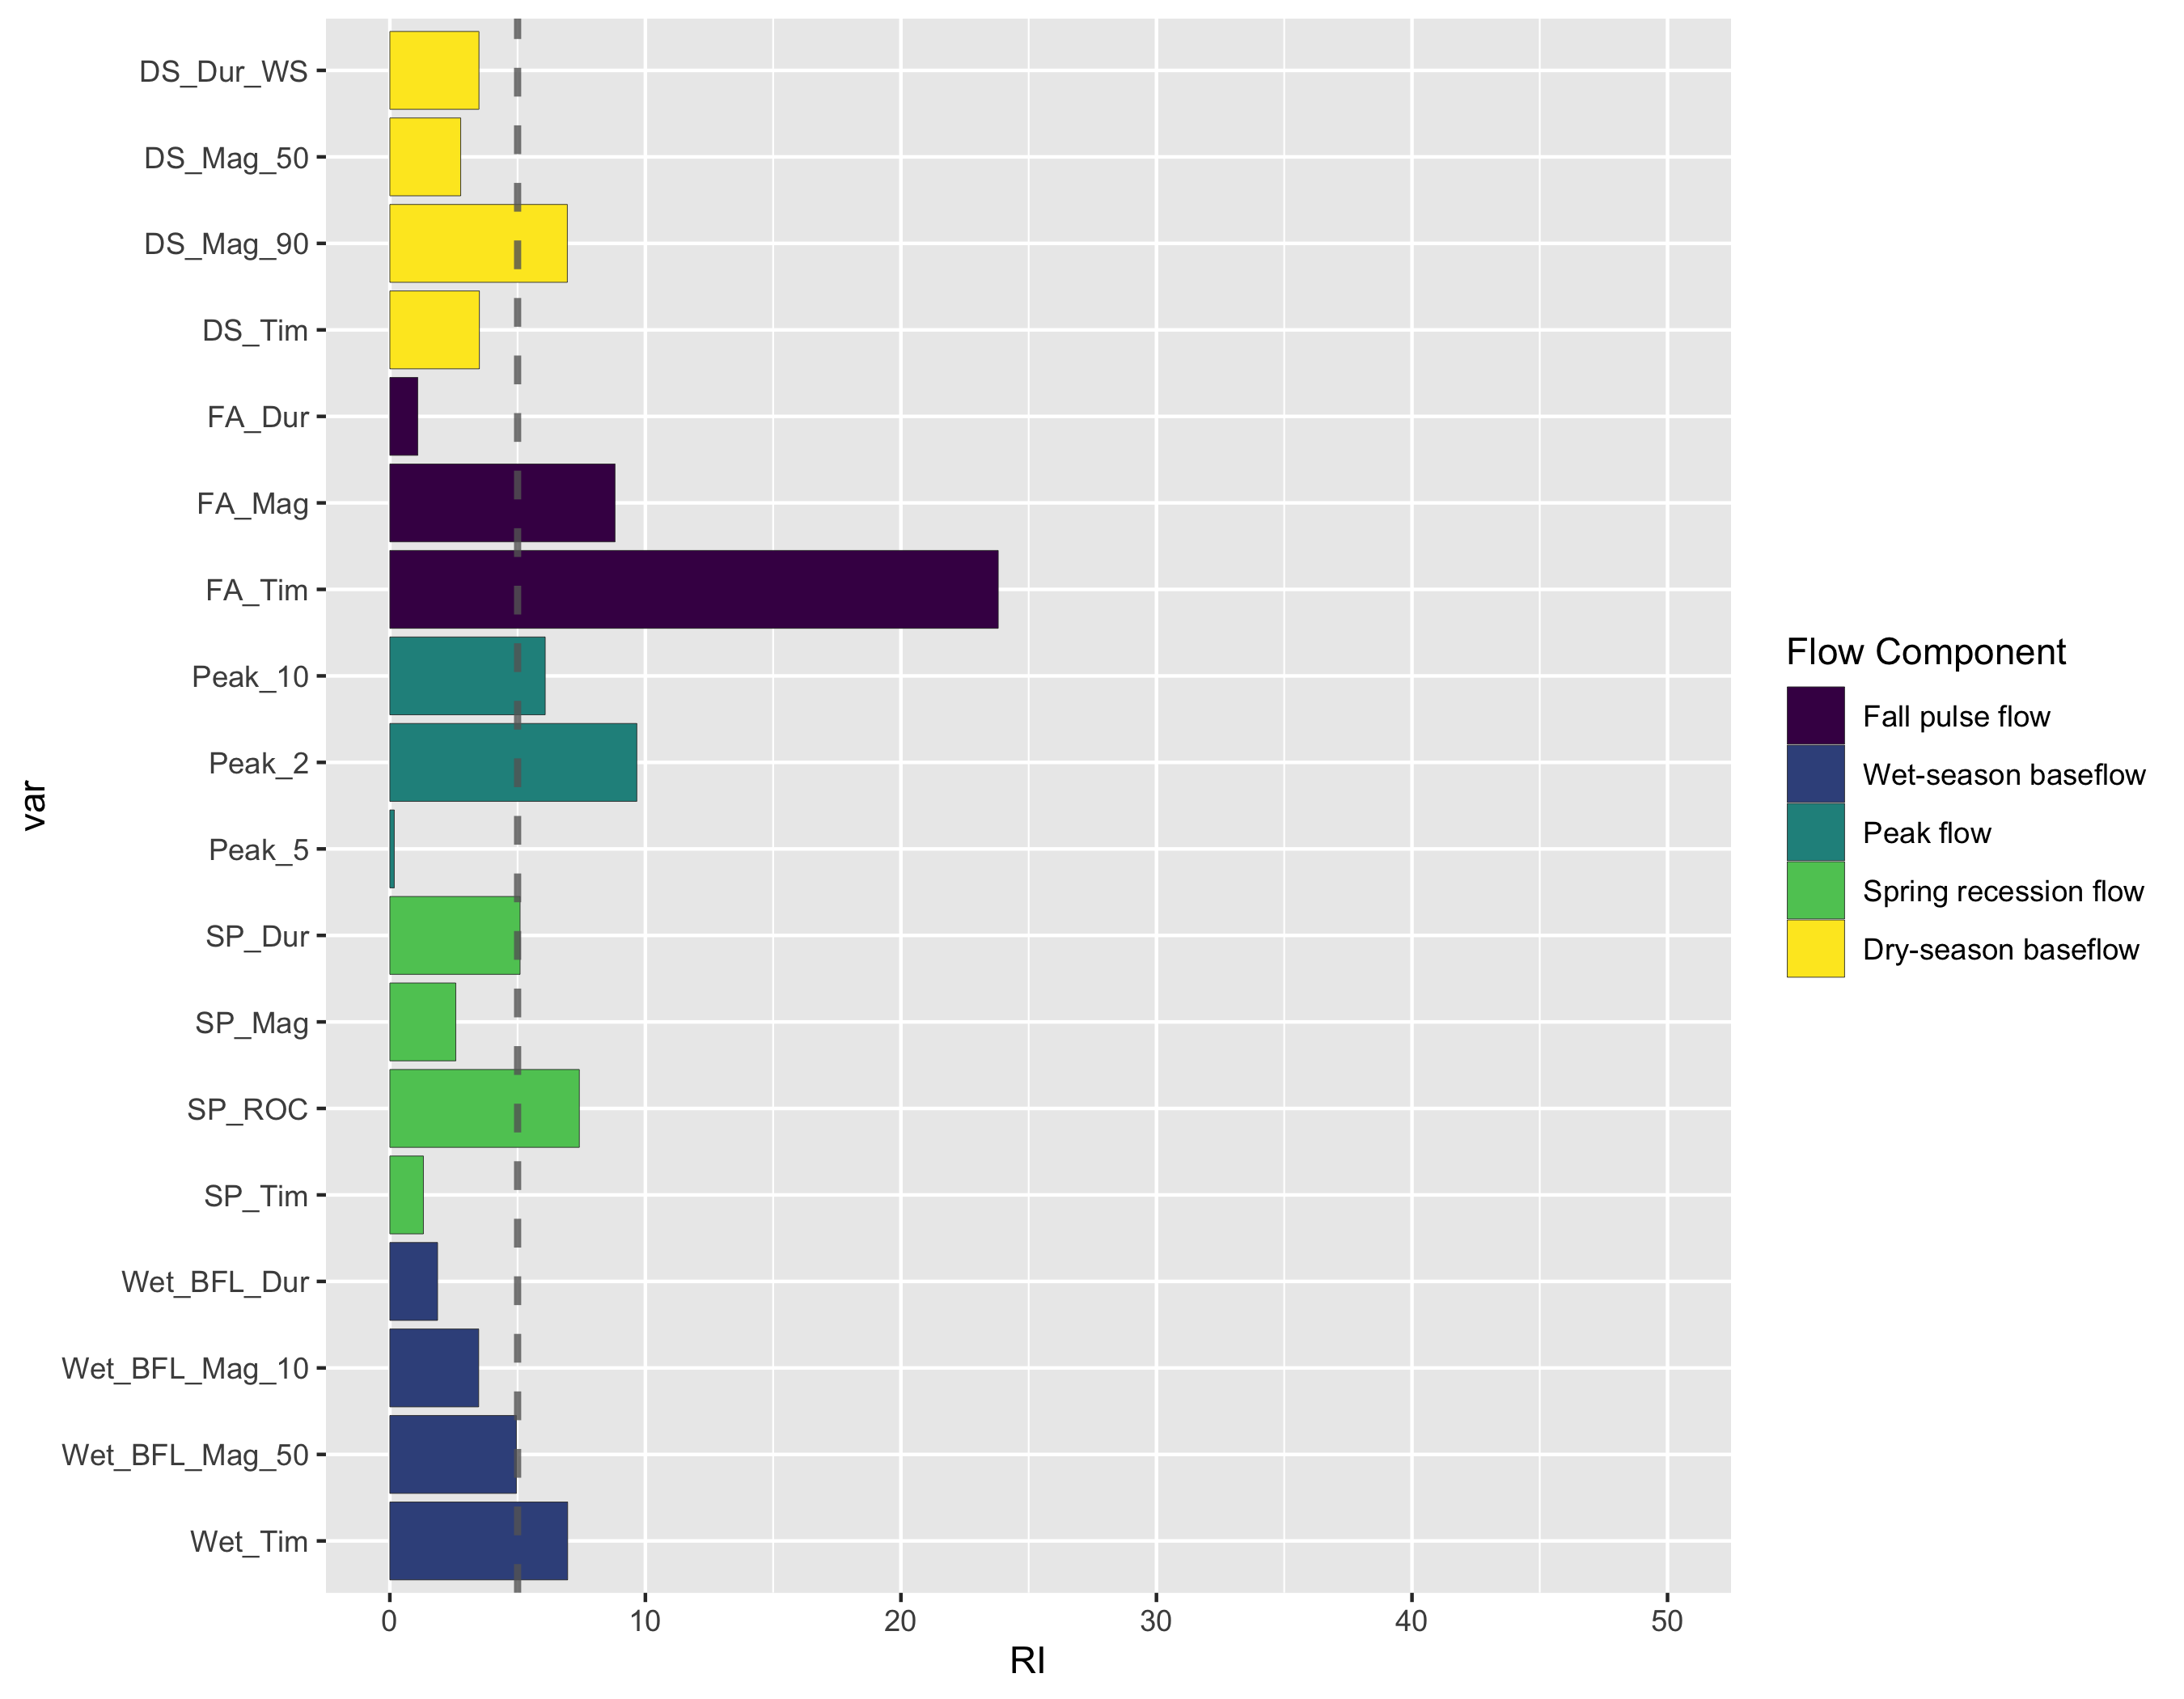 DS_Dur_WS
DS_Mag_50
DS_Mag_90
DS_Tim
FA_Dur
FA_Mag
FA_Tim
Peak_10
Peak_2
Peak_5
SP_Dur
SP_Mag
SP_ROC
SP_Tim
Wet_BFL_Dur
Wet_BFL_Mag_10
Wet_BFL_Mag_50
Wet_Tim
var
0 10 20 30 40 50
RI
Flow Component
Fall pulse flow
Wet-season baseflow
Peak flow
Spring recession flow
Dry-season baseflow